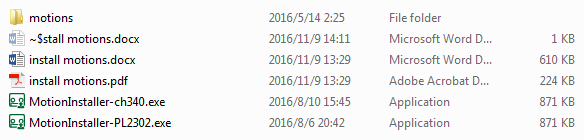 motions 2016/5/14 2:25 File folder
~$stall motions.docx 2016/11/9 14:11 Microsoft Word D... 1 KB
install motions.docx 2016/11/9 13:29 Microsoft Word D... 610 KB
install motions.pdf 2016/11/9 13:29 Adobe Acrobat D... 224 KB
MotionInstaller-ch340.exe 2016/8/10 15:45 Application 871 KB
MotionInstaller-PL2302.exe 2016/8/6 20:42 Application 871 KB